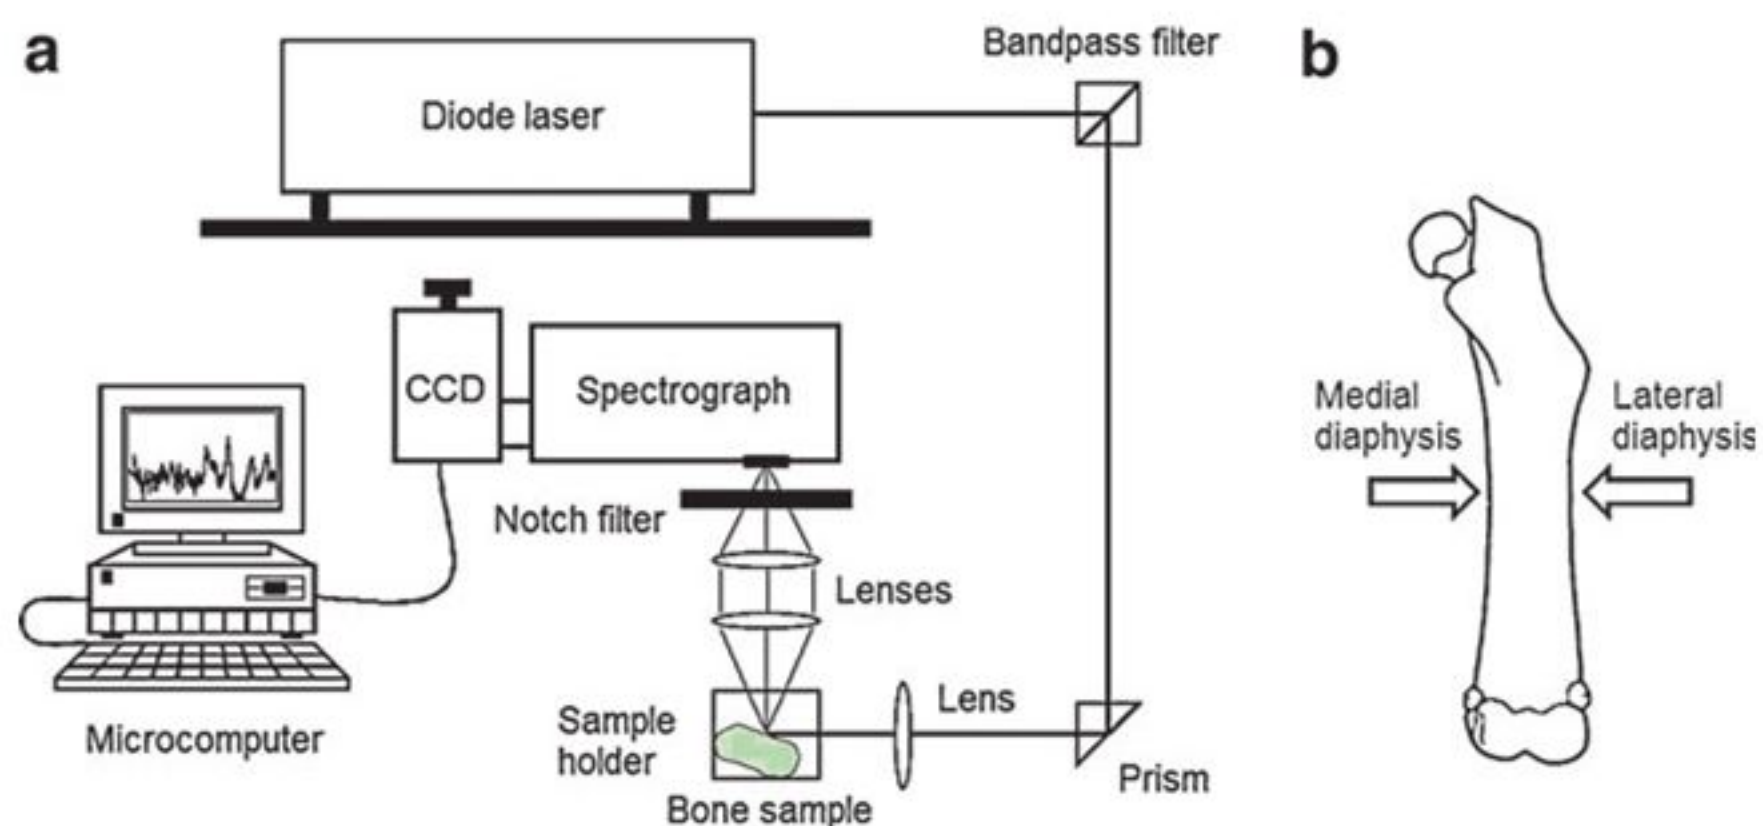 a
Bandpass filter
b
Diode laser
CCD
Spectrograph
Medial
diaphysis
Lateral
diaphysis
Notch filter
Lenses
Sample
holder
Lens
Microcomputer
Prism
Bone sample